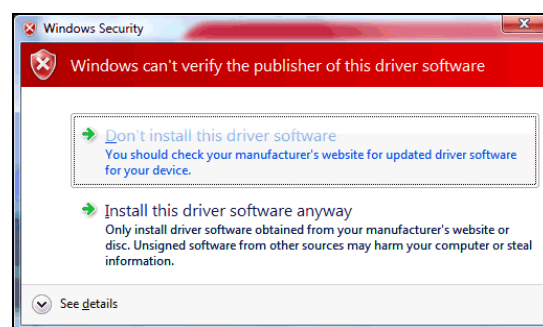 Windows Security
Windows can't verify the publisher of this driver software
Don't install this driver software
You should check your manufacturer's website for updated driver software
for your device.
Install this driver software anyway
Only install driver software obtained from your manufacturer's website or
disc. Unsigned software from other sources may harm your computer or steal
information.
See details